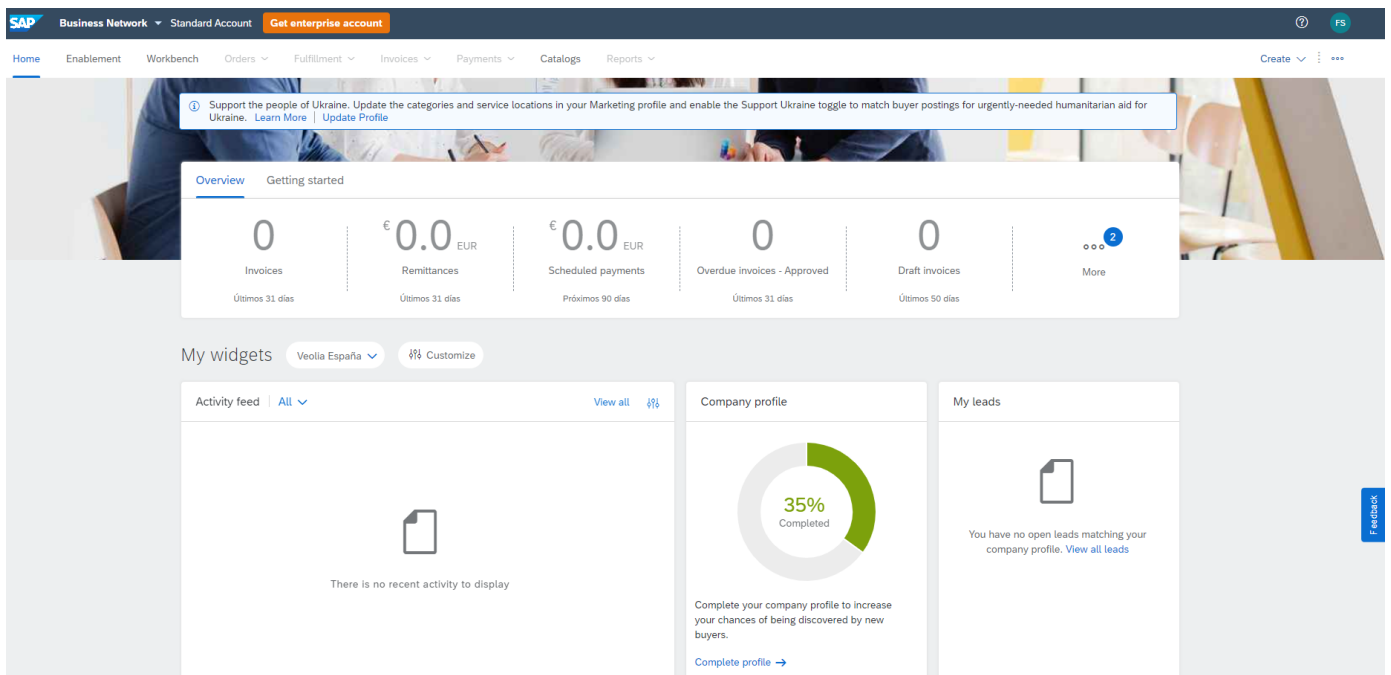 SAP Business Network Standard Account Get enterprise account FS
Home Enablement Workbench Orders Fulfillment Invoices Payments Catalogs Reports Create
Support the people of Ukraine. Update the categories and service locations in your Marketing profile and enable the Support Ukraine toggle to match buyer postings for urgently-needed humanitarian aid for
Ukraine. Learn More | Update Profile
Overview Getting started
0 € 0.0 EUR € 0.0 EUR 0 0 2
Invoices Remittances Scheduled payments Overdue invoices - Approved Draft invoices More
Últimos 31 días Últimos 31 días Próximos 90 días Últimos 31 días Últimos 50 días
My widgets Veolia España Customize
Activity feed All View all
There is no recent activity to display
Company profile
35%
Completed
Complete your company profile to increase
your chances of being discovered by new
buyers.
Complete profile →
My leads
You have no open leads matching your
company profile. View all leads
Feedback